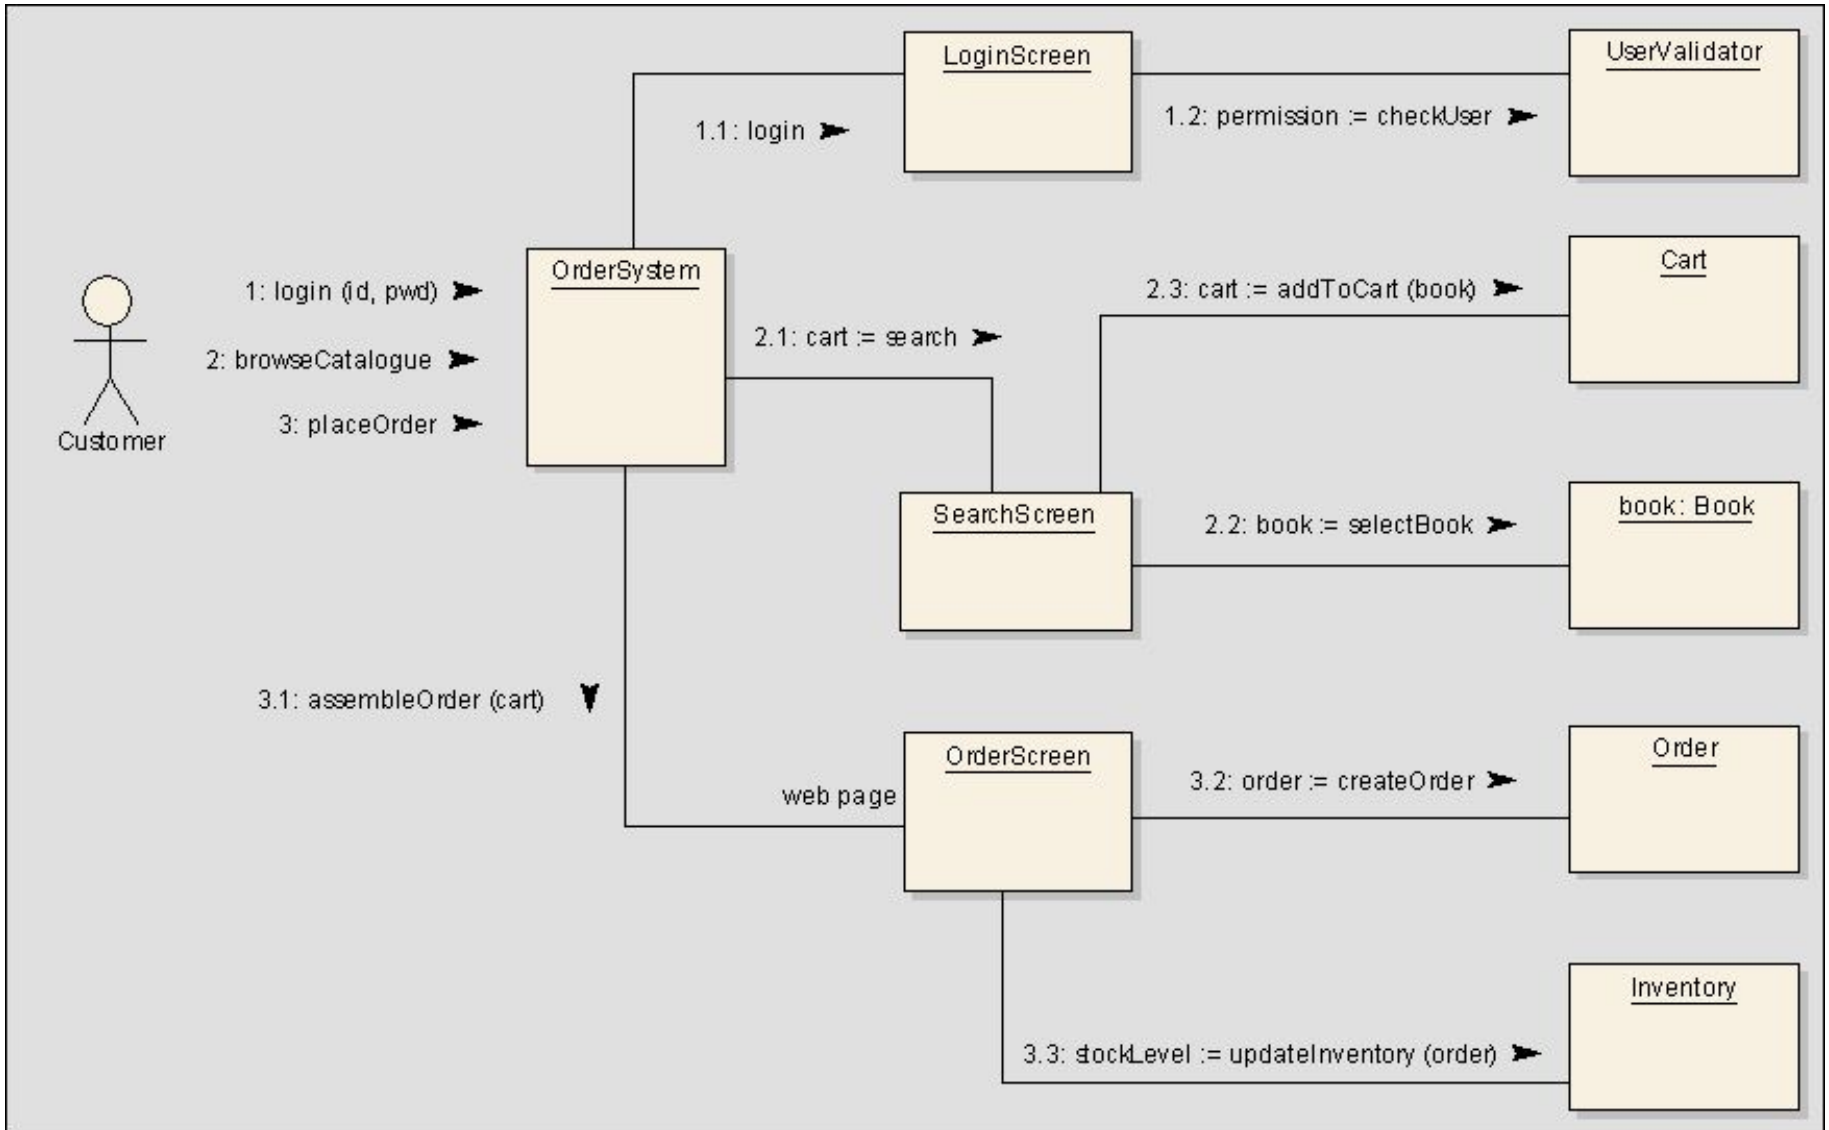 LoginScreen
UserValidator
1.1: login
1.2: permission := checkUser
OrderSystem
Cart
1: login (id, pwd)
2.3: cart := addToCart (book)
2.1: cart := search
2: browseCatalogue
3: placeOrder
Customer
SearchScreen
book: Book
2.2: book := selectBook
3.1: assembleOrder (cart)
OrderScreen
Order
web page
3.2: order := createOrder
Inventory
3.3: stockLevel := updateInventory (order)